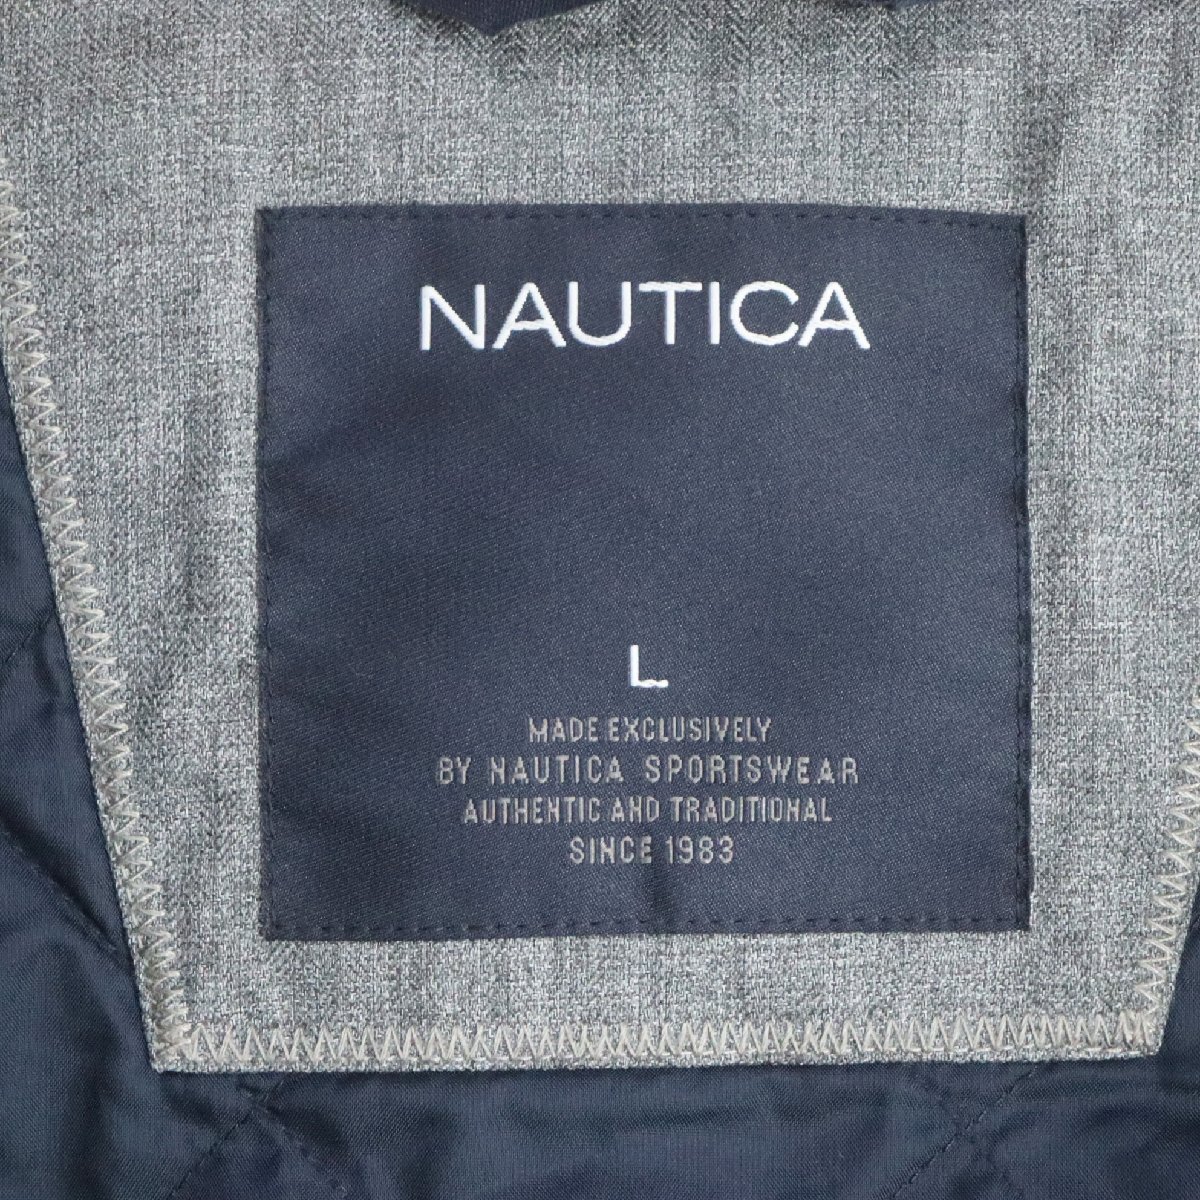 NAUTICA
L
MADE EXCLUSIVELY
BY NAUTICA SPORTSWEAR
AUTHENTIC AND TRADITIONAL
SINCE 1983